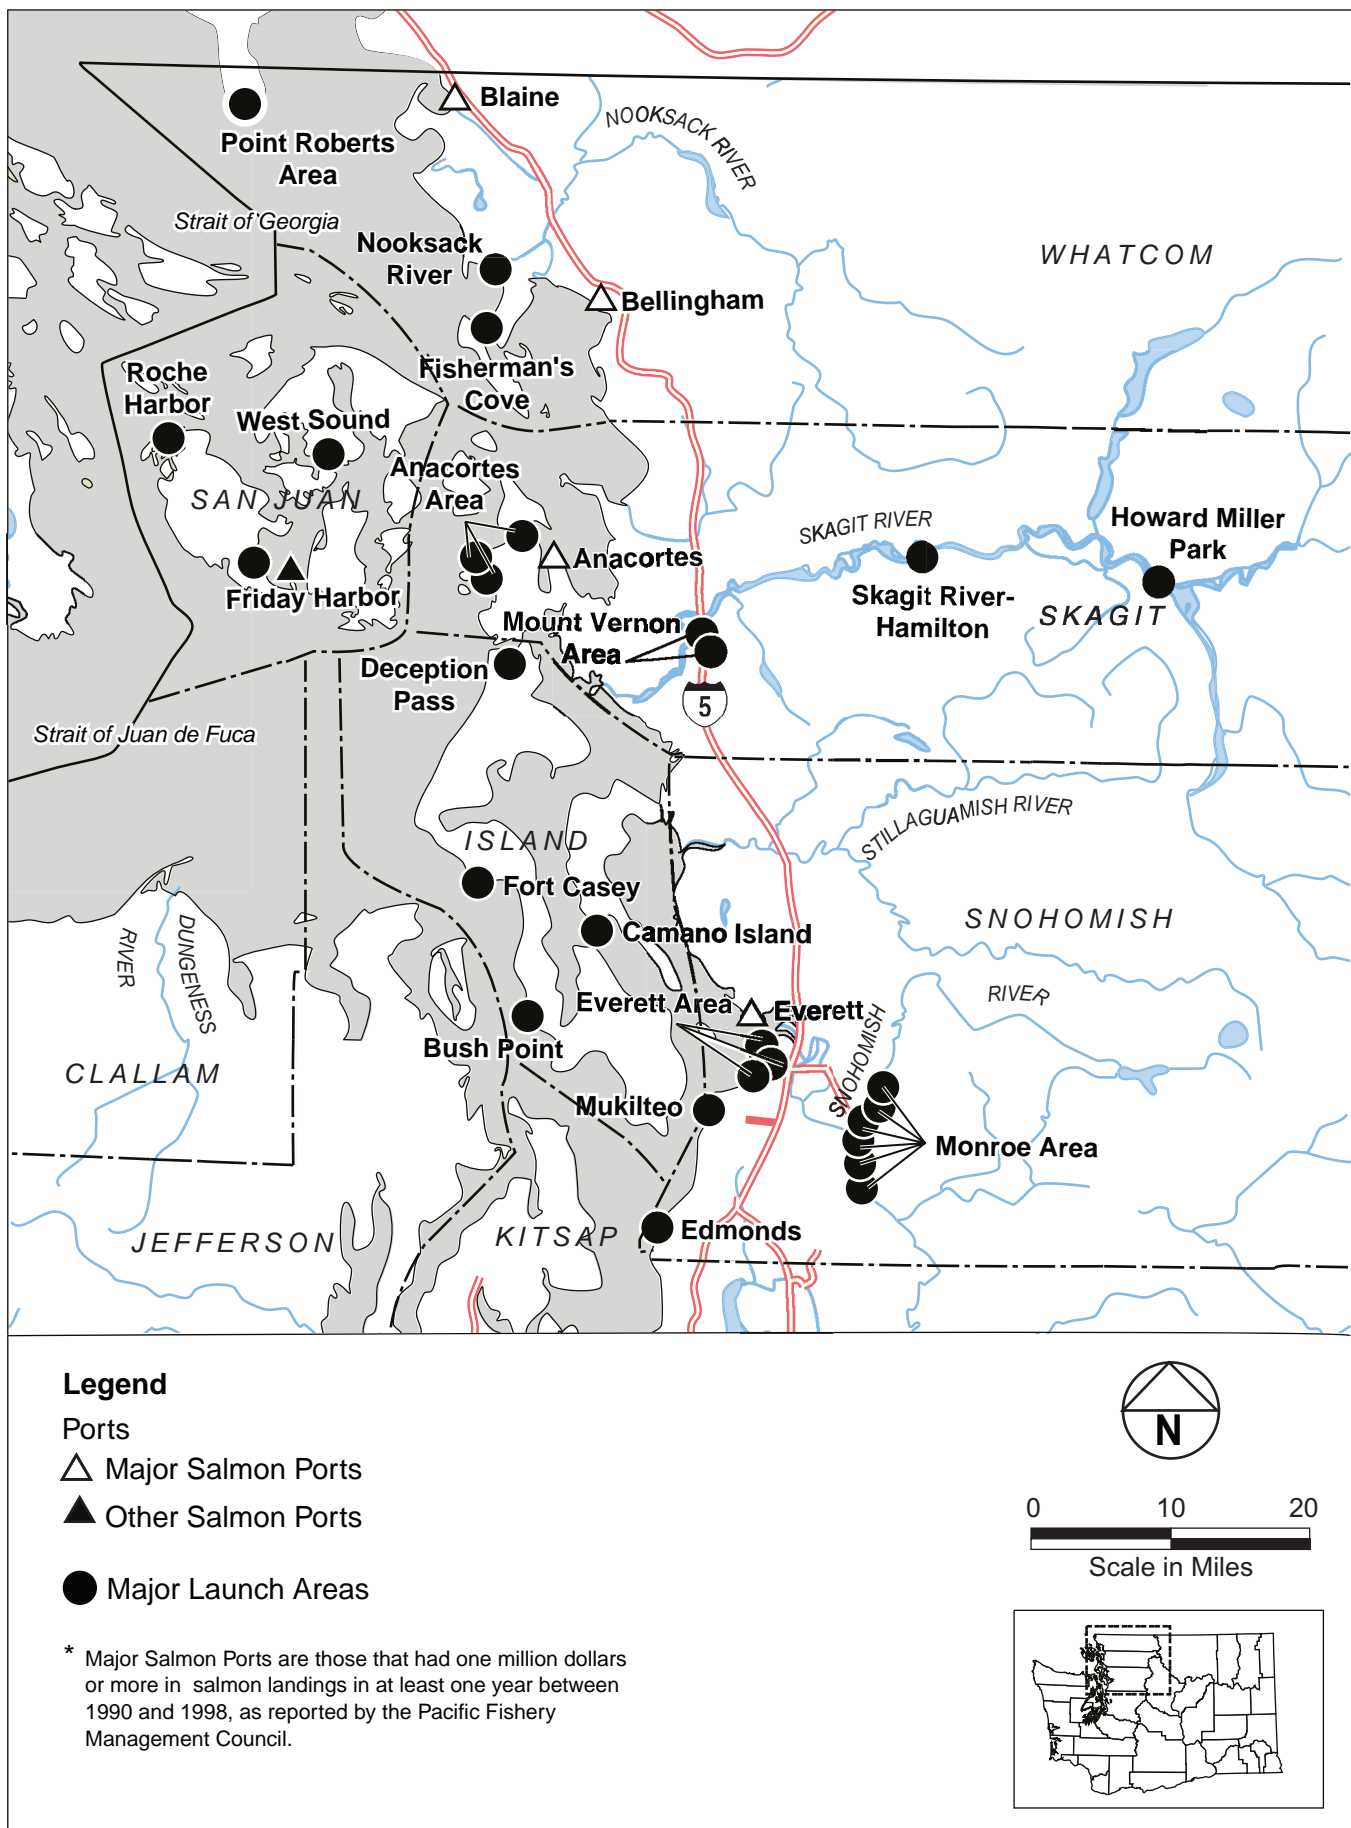 Blaine
NOOKSACK RIVER
Point Roberts
Area
Strait of Georgia
Nooksack
River
WHATCOM
Bellingham
Fisherman's
Cove
Roche
Harbor
West Sound
Anacortes
Area
SAN JUAN
SKAGIT RIVER
Howard Miller
Park
Anacortes
Friday Harbor
Skagit River-
Hamilton
SKAGIT
Mount Vernon
Area
Deception
Pass
5
Strait of Juan de Fuca
STILLAGUAMISH RIVER
ISLAND
Fort Casey
SNOHOMISH
Camano Island
DUNGENESS
RIVER
Everett Area
Everett
SNOHOMISH
RIVER
Bush Point
CLALLAM
Mukilteo
Monroe Area
JEFFERSON
KITSAP
Edmonds
Legend
Ports
Major Salmon Ports
Other Salmon Ports
Major Launch Areas
* Major Salmon Ports are those that had one million dollars
or more in salmon landings in at least one year between
1990 and 1998, as reported by the Pacific Fishery
Management Council.
N
0 10 20
Scale in Miles